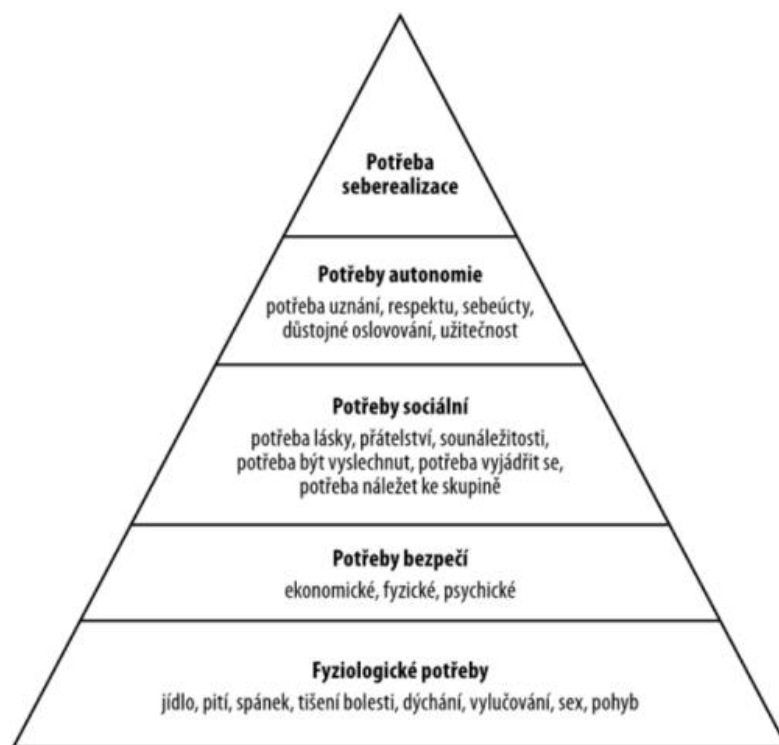 Potřeba
seberealizace
Potřeby autonomie
potřeba uznání, respektu, sebeúcty,
důstojné oslovování, užitečnost
Potřeby sociální
potřeba lásky, přátelství, sounáležitosti,
potřeba být vyslechnut, potřeba vyjádřit se,
potřeba náležet ke skupině
Potřeby bezpečí
ekonomické, fyzické, psychické
Fyziologické potřeby
jídlo, pití, spánek, tišení bolesti, dýchání, vylučování, sex, pohyb